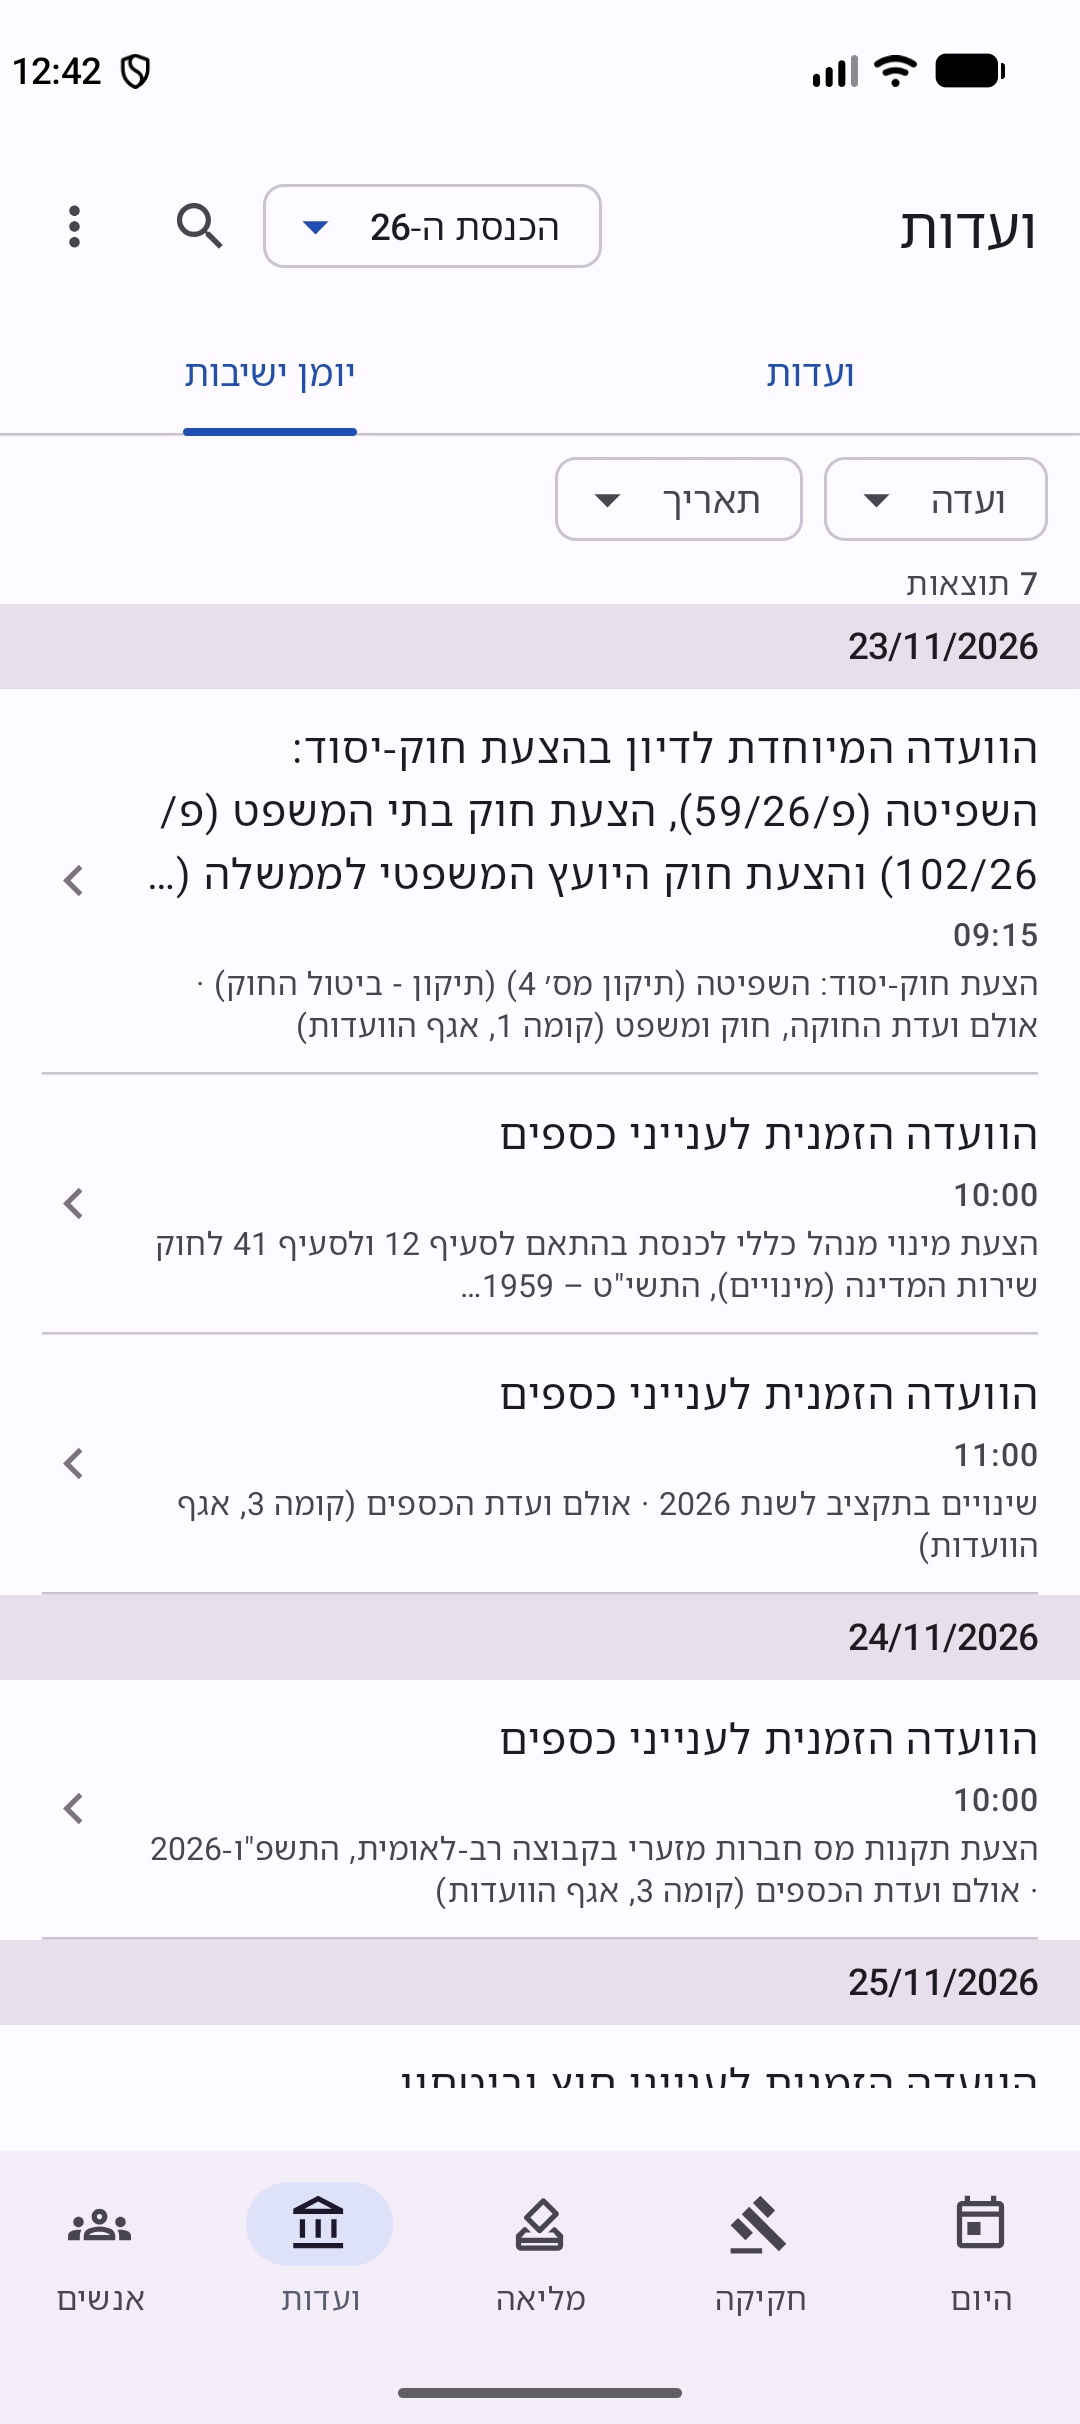 12:42
ועדות
הכנסת ה-26
ועדות
יומן ישיבות
ועדה
תאריך
7 תוצאות
23/11/2026
הוועדה המיוחדת לדיון בהצעת חוק-יסוד:
השפיטה (פ/59/26), הצעת חוק בתי המשפט (פ/
102/26) והצעת חוק היועץ המשפטי לממשלה (...
09:15
הצעת חוק-יסוד: השפיטה (תיקון מס׳ 4) (תיקון - ביטול החוק) ·
אולם ועדת החוקה, חוק ומשפט (קומה 1, אגף הוועדות)
הוועדה הזמנית לענייני כספים
10:00
הצעת מינוי מנהל כללי לכנסת בהתאם לסעיף 12 ולסעיף 41 לחוק
שירות המדינה (מינויים), התשי"ט – 1959...
הוועדה הזמנית לענייני כספים
11:00
שינויים בתקציב לשנת 2026 · אולם ועדת הכספים (קומה 3, אגף
הוועדות)
24/11/2026
הוועדה הזמנית לענייני כספים
10:00
הצעת תקנות מס חברות מזערי בקבוצה רב-לאומית, התשפ"ו-2026
· אולם ועדת הכספים (קומה 3, אגף הוועדות)
25/11/2026
הוועדה הזמנית לענייני חוץ וביטחון
היום
חקיקה
מליאה
ועדות
אנשים